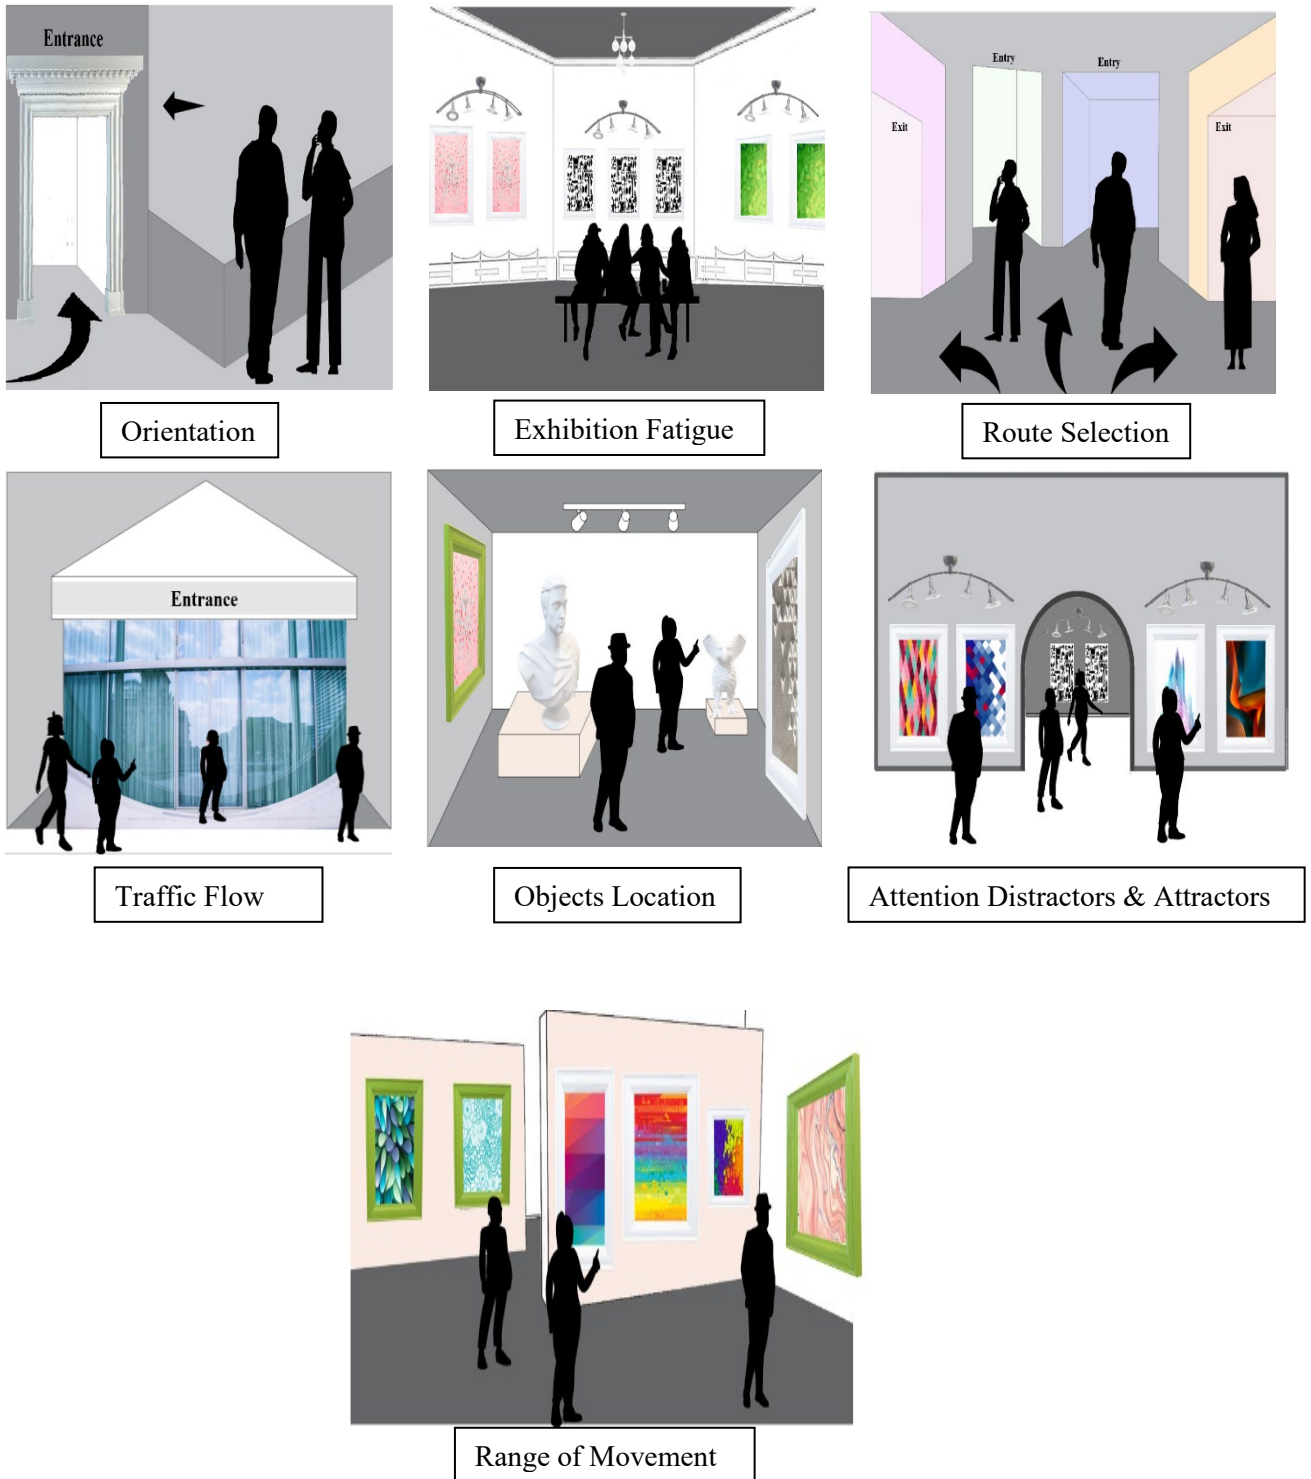 Entrance
Orientation
Exhibition Fatigue
Entry
Entry
Exit
Exit
Route Selection
Entrance
Traffic Flow
Objects Location
Attention Distractors & Attractors
Range of Movement